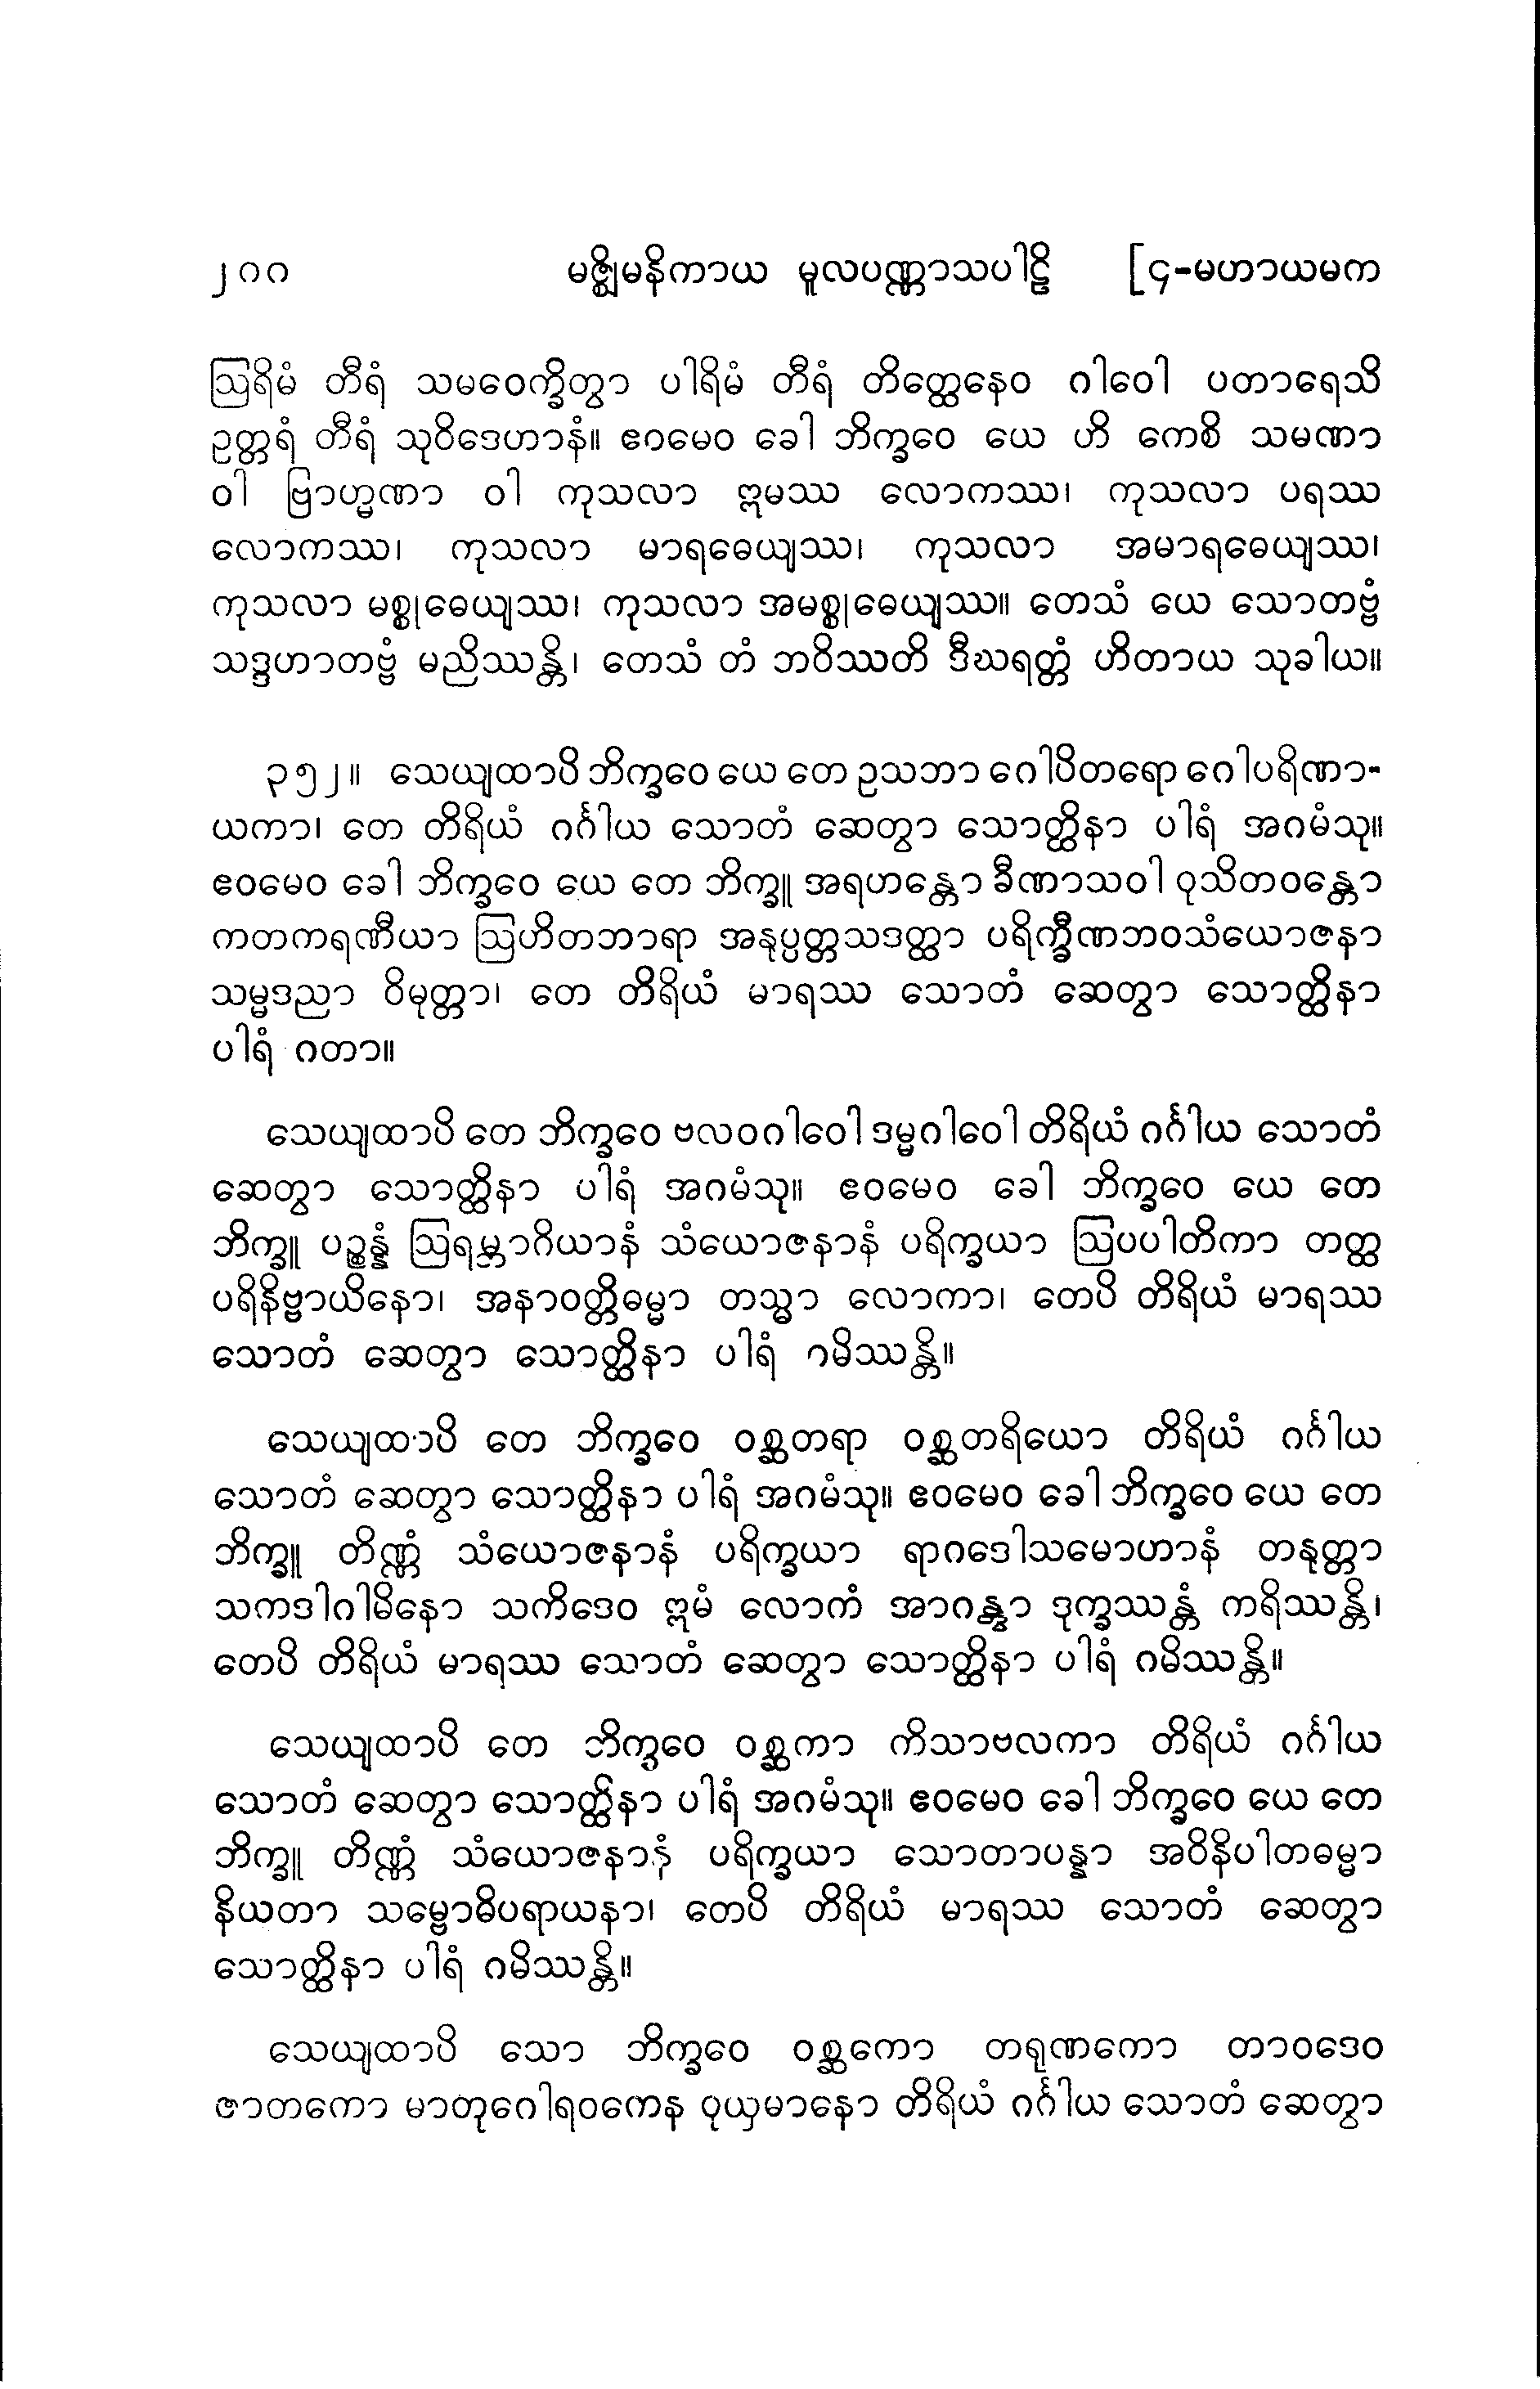 ၂၈၈ မဇ္ဈိမနိကာယ မူလပဏ္ဏာသပါဠိ [၄-မဟာယမက
ဩရိမံ တီရံ သမဝေက္ခိတွာ ပါရိမံ တီရံ တိတ္ထေနေဝ ဂါဝေါ ပတာရေသိ
ဥတ္တရံ တီရံ သုဝိဒေဟာနံ။ ဧဝမေဝ ခေါ ဘိက္ခဝေ ယေ ဟိ ကေစိ သမဏာ
ဝါ ဗြာဟ္မဏာ ဝါ ကုသလာ ဣမဿ လောကဿ၊ ကုသလာ ပရဿ
လောကဿ၊ ကုသလာ မာရဓေယျဿ၊ ကုသလာ အမာရဓေယျဿ၊
ကုသလာ မစ္စုဓေယျဿ၊ ကုသလာ အမစ္စုဓေယျဿ။ တေသံ ယေ သောတဗ္ဗံ
သဒ္ဒဟာတဗ္ဗံ မညိဿန္တိ၊ တေသံ တံ ဘဝိဿတိ ဒီဃရတ္တံ ဟိတာယ သုခါယ။
၃၅၂။ သေယျထာပိ ဘိက္ခဝေ ယေ တေ ဥသဘာ ဂေါပိတရော ဂေါပရိဏာ-
ယကာ၊ တေ တိရိယံ ဂင်္ဂါယ သောတံ ဆေတွာ သောတ္ထိနာ ပါရံ အဂမံသု။
ဧဝမေဝ ခေါ ဘိက္ခဝေ ယေ တေ ဘိက္ခူ အရဟန္တော ခီဏာသဝါ ဝုသိတဝန္တော
ကတကရဏီယာ ဩဟိတဘာရာ အနုပ္ပတ္တသဒတ္ထာ ပရိက္ခီဏဘဝသံယောဇနာ
သမ္မဒညာ ဝိမုတ္တာ၊ တေ တိရိယံ မာရဿ သောတံ ဆေတွာ သောတ္ထိနာ
ပါရံ ဂတာ။
သေယျထာပိ တေ ဘိက္ခဝေ ဗလဝဂါဝေါ ဒမ္မဂါဝေါ တိရိယံ ဂင်္ဂါယ သောတံ
ဆေတွာ သောတ္ထိနာ ပါရံ အဂမံသု။ ဧဝမေဝ ခေါ ဘိက္ခဝေ ယေ တေ
ဘိက္ခူ ပဉ္စန္နံ ဩရမ္ဘာဂိယာနံ သံယောဇနာနံ ပရိက္ခယာ ဩပပါတိကာ တတ္ထ
ပရိနိဗ္ဗာယိနော၊ အနာဝတ္တိဓမ္မာ တသ္မာ လောကာ၊ တေပိ တိရိယံ မာရဿ
သောတံ ဆေတွာ သောတ္ထိနာ ပါရံ ဂမိဿန္တိ။
သေယျထာပိ တေ ဘိက္ခဝေ ဝစ္ဆတရာ ဝစ္ဆတရိယော တိရိယံ ဂင်္ဂါယ
သောတံ ဆေတွာ သောတ္ထိနာ ပါရံ အဂမံသု။ ဧဝမေဝ ခေါ ဘိက္ခဝေ ယေ တေ
ဘိက္ခူ တိဏ္ဏံ သံယောဇနာနံ ပရိက္ခယာ ရာဂဒေါသမောဟာနံ တနုတ္တာ
သကဒါဂါမိနော သကိဒေဝ ဣမံ လောကံ အာဂန္တွာ ဒုက္ခဿန္တံ ကရိဿန္တိ၊
တေပိ တိရိယံ မာရဿ သောတံ ဆေတွာ သောတ္ထိနာ ပါရံ ဂမိဿန္တိ။
သေယျထာပိ တေ ဘိက္ခဝေ ဝစ္ဆကာ ကိသာဗလကာ တိရိယံ ဂင်္ဂါယ
သောတံ ဆေတွာ သောတ္ထိနာ ပါရံ အဂမံသု။ ဧဝမေဝ ခေါ ဘိက္ခဝေ ယေ တေ
ဘိက္ခူ တိဏ္ဏံ သံယောဇနာနံ ပရိက္ခယာ သောတာပန္နာ အဝိနိပါတဓမ္မာ
နိယတာ သမ္ဗောဓိပရာယနာ၊ တေပိ တိရိယံ မာရဿ သောတံ ဆေတွာ
သောတ္ထိနာ ပါရံ ဂမိဿန္တိ။
သေယျထာပိ သော ဘိက္ခဝေ ဝစ္ဆကော တရုဏကော တာဝဒေဝ
ဇာတကော မာတုဂေါရဝကေန ဝုယှမာနော တိရိယံ ဂင်္ဂါယ သောတံ ဆေတွာ